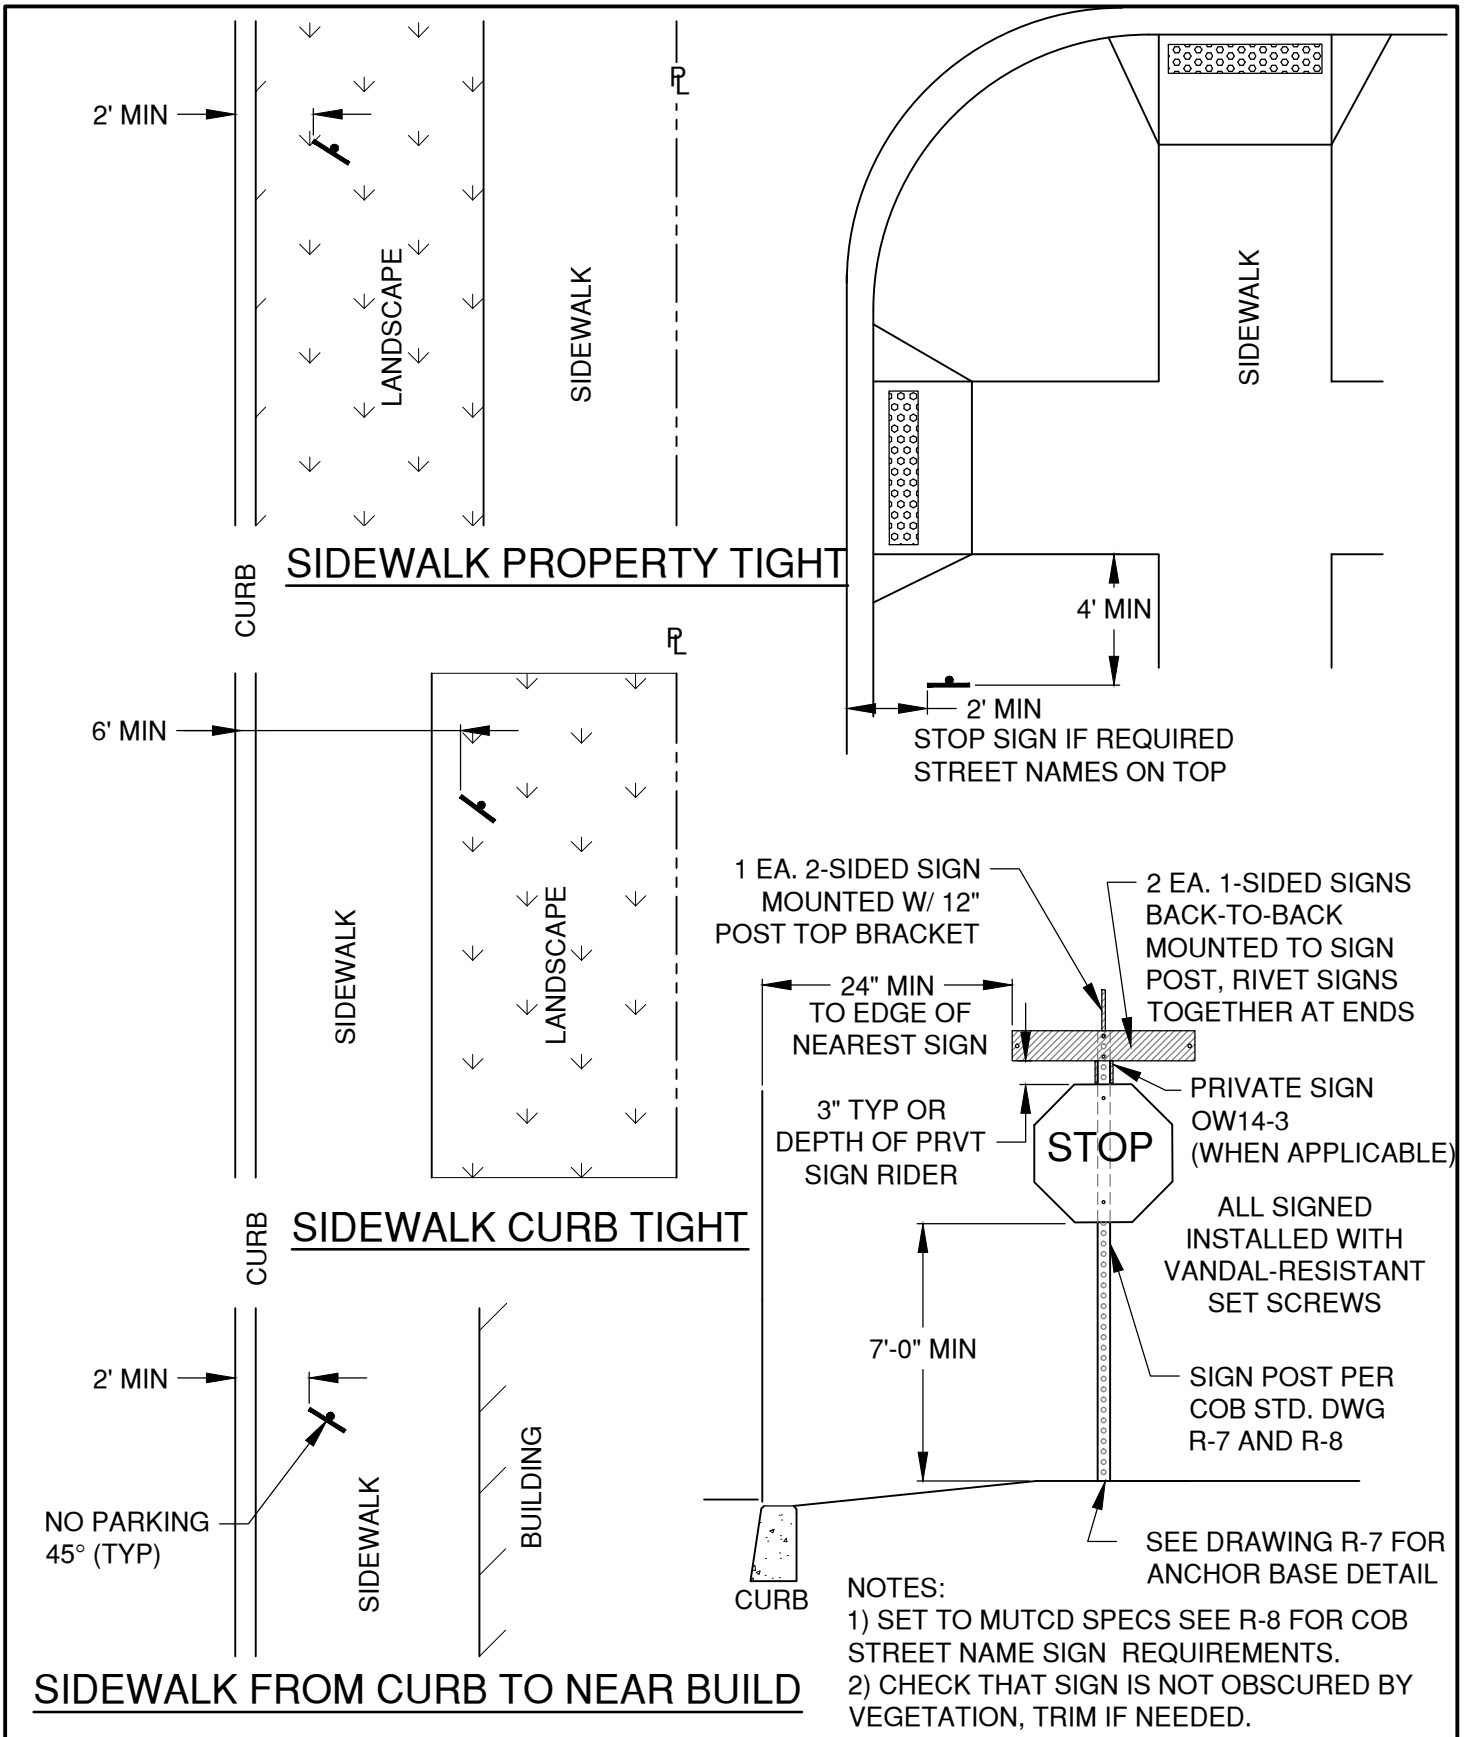 2' MIN
LANDSCAPE
SIDEWALK
PL
SIDEWALK PROPERTY TIGHT
CURB
SIDEWALK
4' MIN
2' MIN
STOP SIGN IF REQUIRED
STREET NAMES ON TOP
PL
6' MIN
SIDEWALK
LANDSCAPE
SIDEWALK CURB TIGHT
CURB
2' MIN
NO PARKING
45° (TYP)
SIDEWALK
BUILDING
SIDEWALK FROM CURB TO NEAR BUILD
1 EA. 2-SIDED SIGN
MOUNTED W/ 12"
POST TOP BRACKET
2 EA. 1-SIDED SIGNS
BACK-TO-BACK
MOUNTED TO SIGN
POST, RIVET SIGNS
TOGETHER AT ENDS
24" MIN
TO EDGE OF
NEAREST SIGN
3" TYP OR
DEPTH OF PRVT
SIGN RIDER
STOP
PRIVATE SIGN
OW14-3
(WHEN APPLICABLE)
ALL SIGNED
INSTALLED WITH
VANDAL-RESISTANT
SET SCREWS
7'-0" MIN
SIGN POST PER
COB STD. DWG
R-7 AND R-8
SEE DRAWING R-7 FOR
ANCHOR BASE DETAIL
CURB
NOTES:
1) SET TO MUTCD SPECS SEE R-8 FOR COB
STREET NAME SIGN REQUIREMENTS.
2) CHECK THAT SIGN IS NOT OBSCURED BY
VEGETATION, TRIM IF NEEDED.